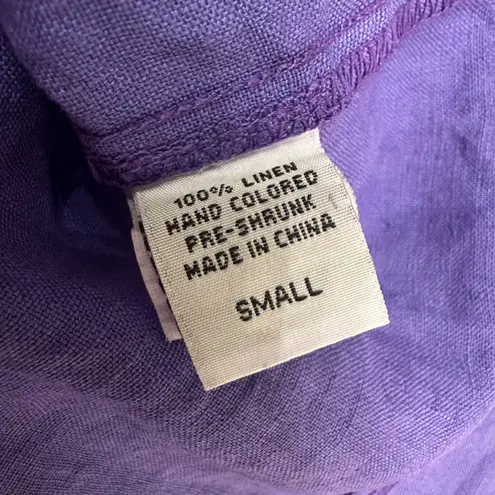 100% LINEN
HAND COLORED
PRE-SHRUNK
MADE IN CHINA
SMALL